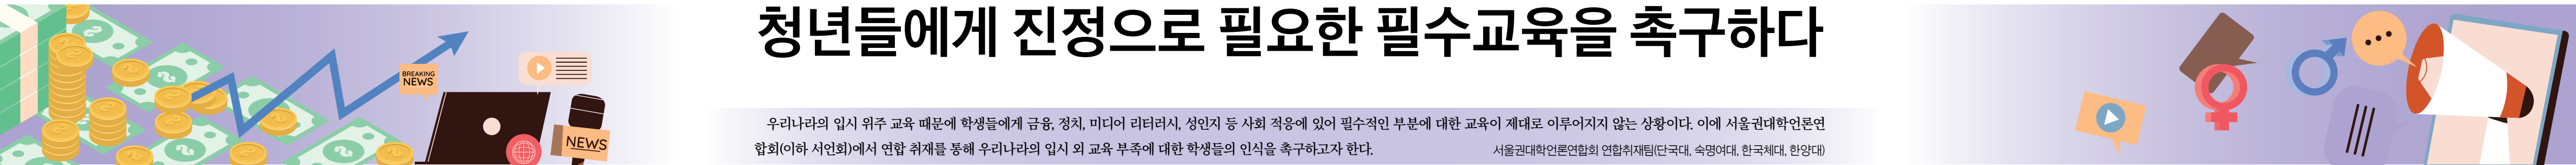 청년들에게 진정으로 필요한 필수교육을 촉구하다
BREAKING
NEWS
NEWS
우리나라의 입시 위주 교육 때문에 학생들에게 금융, 정치, 미디어 리터러시, 성인지 등 사회 적응에 있어 필수적인 부분에 대한 교육이 제대로 이루어지지 않는 상황이다. 이에 서울권대학언론연
합회(이하 서언회)에서 연합 취재를 통해 우리나라의 입시 외 교육 부족에 대한 학생들의 인식을 촉구하고자 한다.
서울권대학언론연합회 연합취재팀(단국대, 숙명여대, 한국체대, 한양대)